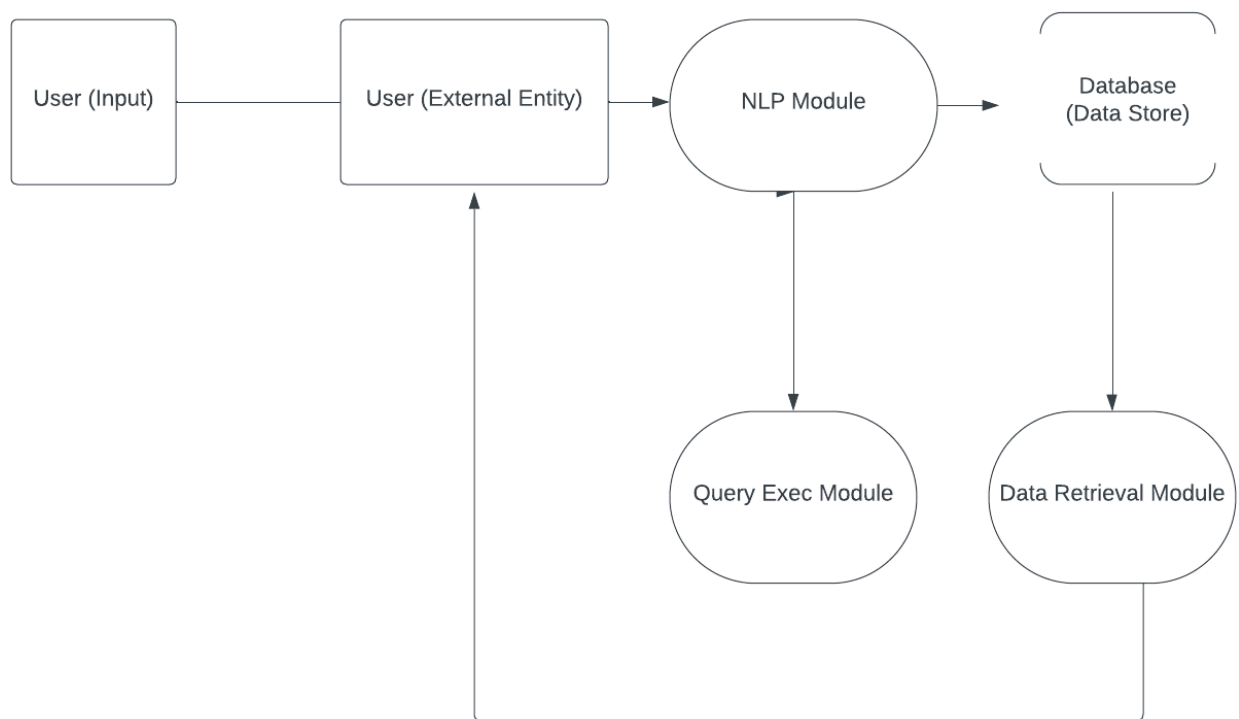 User (Input)
User (External Entity)
NLP Module
Database
(Data Store)
Query Exec Module
Data Retrieval Module